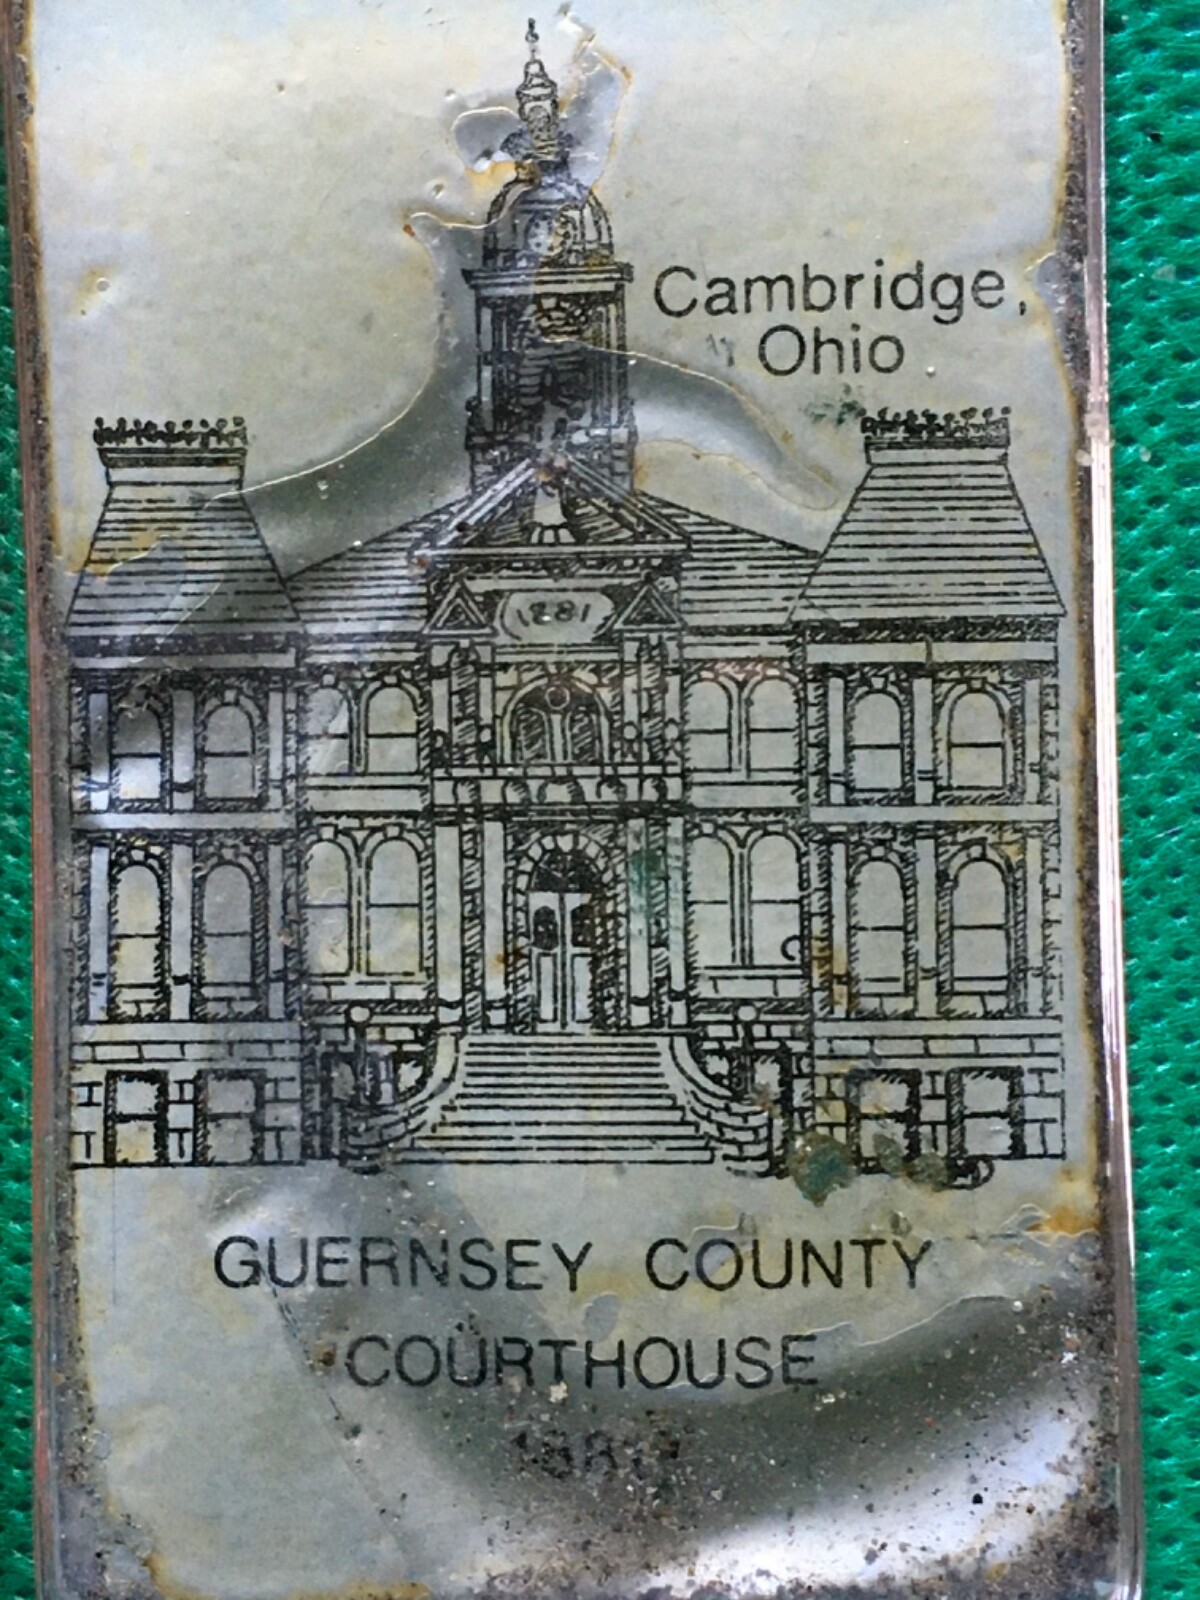 Cambridge,
Ohio
1881
GUERNSEY COUNTY
COURTHOUSE